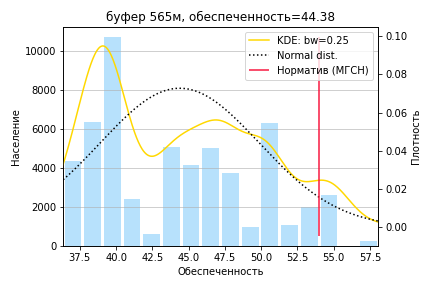 буфер 565м, обеспеченность=44.38
KDE: bw=0.25
Normal dist.
Норматив (МГСН)
Население
10000
8000
6000
4000
2000
0
0.10
0.08
0.06
0.04
0.02
0.00
Плотность
37.5 40.0 42.5 45.0 47.5 50.0 52.5 55.0 57.5
Обеспеченность